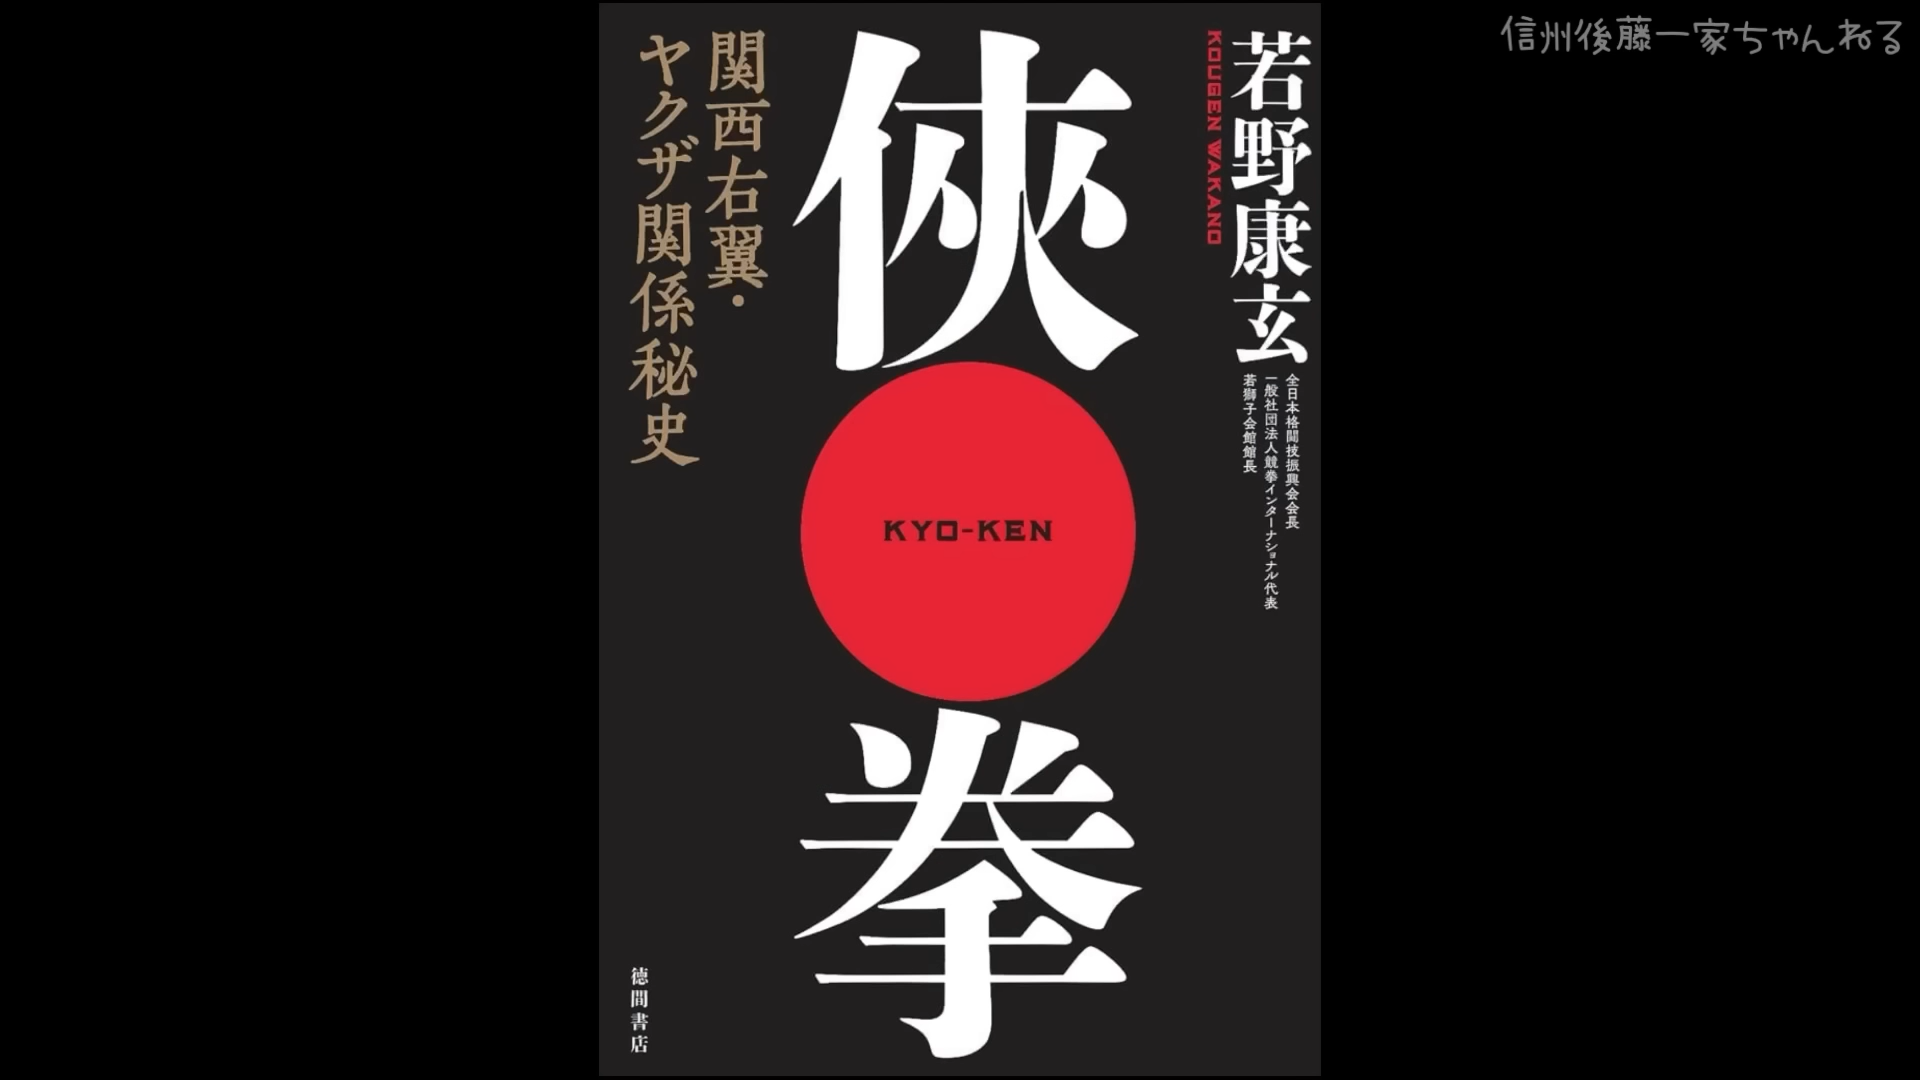 信州後藤一家ちゃんねる
若野康玄
KOUGEN WAKANO
全日本格闘技振興会会長
一般社団法人競拳インターナショナル代表
若獅子会館館長
俠
KYO-KEN
拳
関西右翼・
ヤクザ関係秘史
徳間書店